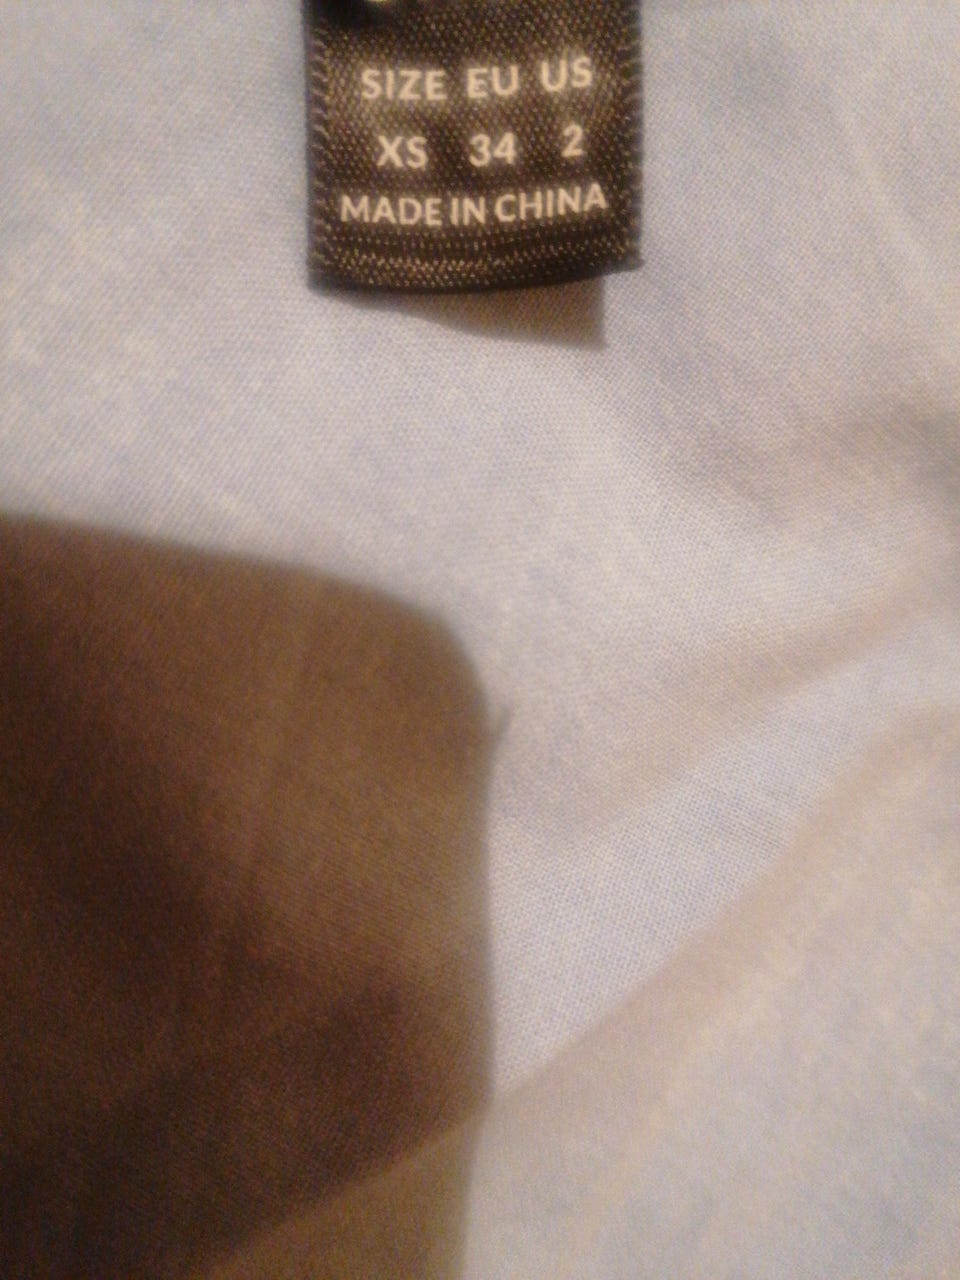 SIZE EU US
XS 34 2
MADE IN CHINA